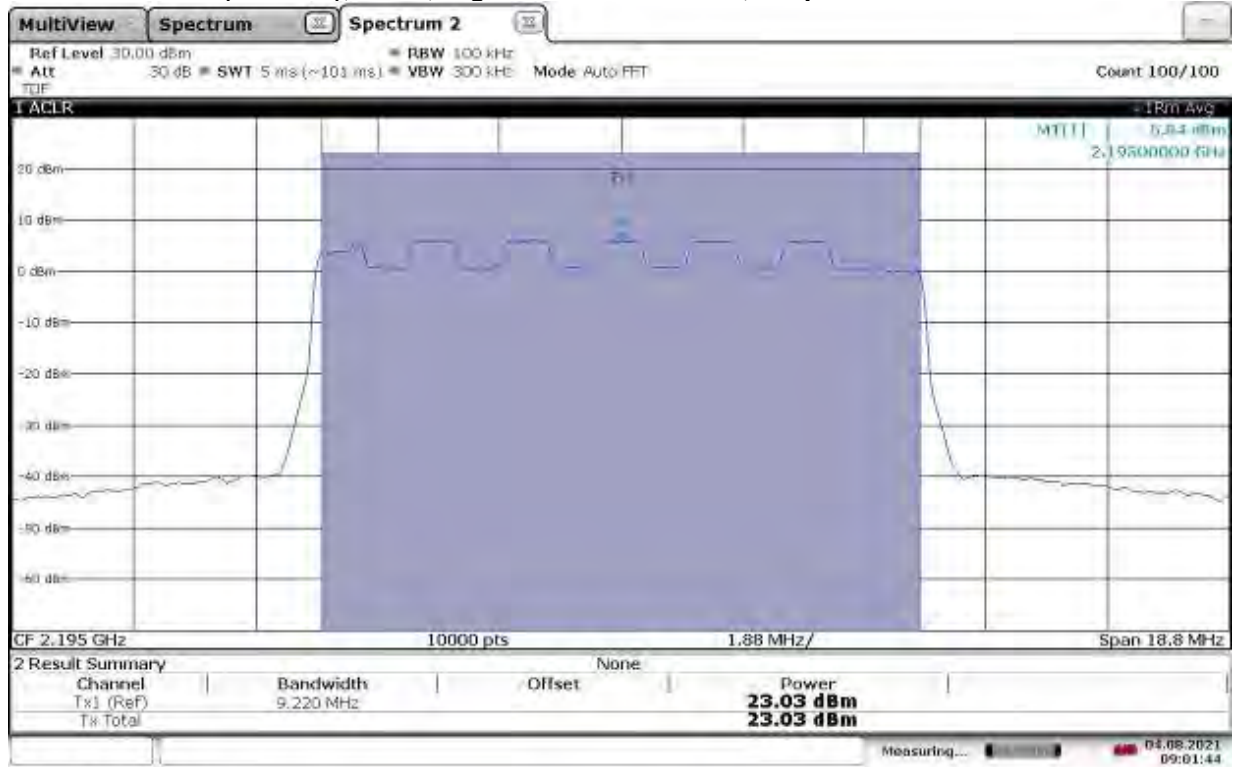 MultiView Spectrum Spectrum 2
Ref Level 30.00 dBm RBW 100 kHz
Att 30 dB SWT 5 ms (~101 ms) VBW 300 kHz Mode Auto FFT Count 100/100
TDF
1 ACLR 1Rm Avg
M1[1] 5.84 dBm
2.19500000 GHz
20 dBm
Tx1
10 dBm
0 dBm
-10 dBm
-20 dBm
-30 dBm
-40 dBm
-50 dBm
-60 dBm
CF 2.195 GHz 10000 pts 1.88 MHz/ Span 18.8 MHz
2 Result Summary None
Channel Bandwidth Offset Power
Tx1 (Ref) 9.220 MHz 23.03 dBm
Tx Total 23.03 dBm
Measuring... 04.08.2021
09:01:44